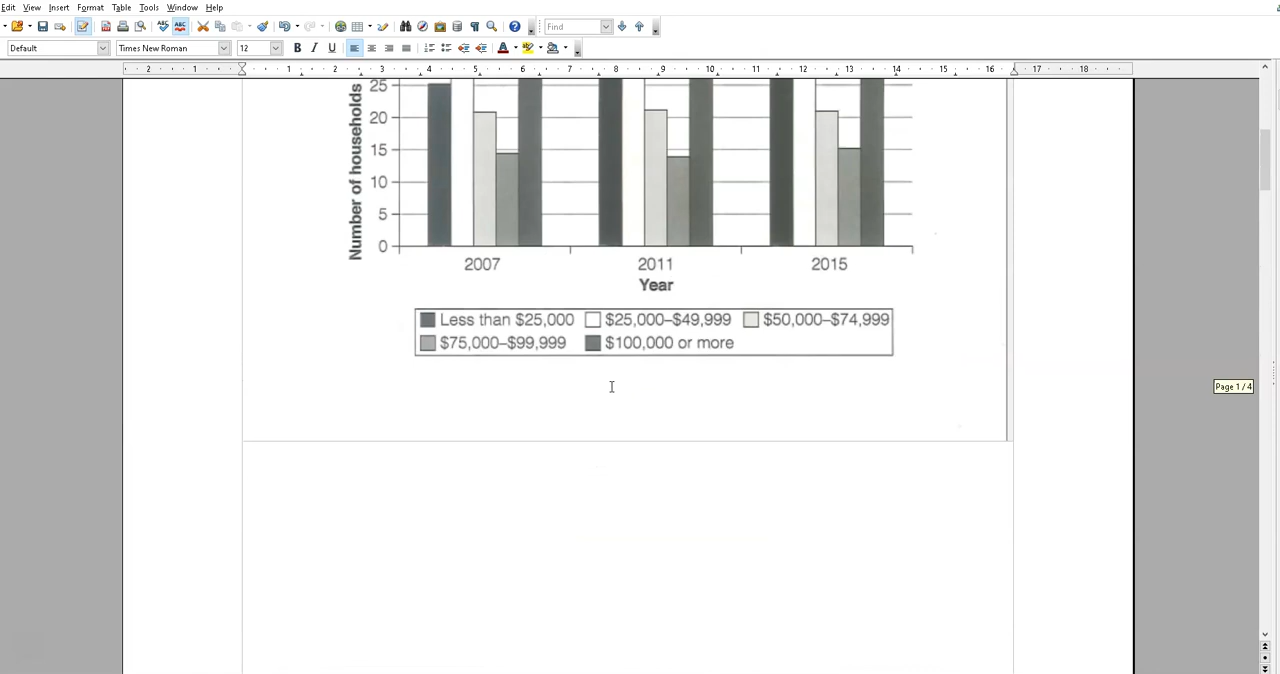 Edit View Insert Format Table Tools Window Help
Find
Default Times New Roman 12
2 1 1 2 3 4 5 6 7 8 9 10 11 12 13 14 15 16 17 18
Number of households
25
20
15
10
5
0
2007 2011 2015
Year
Less than $25,000 $25,000–$49,999 $50,000–$74,999
$75,000–$99,999 $100,000 or more
Page 1 / 4